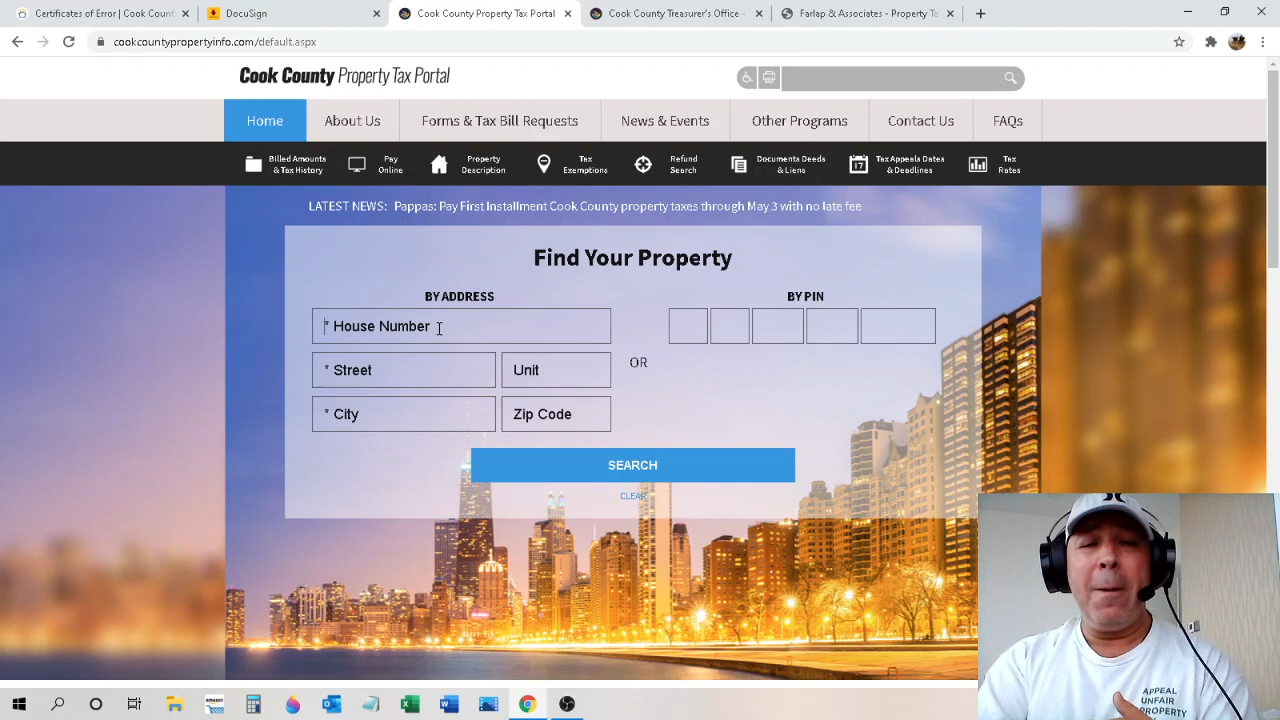 Certificates of Error | Cook Count
DocuSign
Cook County Property Tax Portal
Cook County Treasurer's Office -
Farlap & Associates - Property Te
cookcountypropertyinfo.com/default.aspx
Cook County Property Tax Portal
Home
About Us
Forms & Tax Bill Requests
News & Events
Other Programs
Contact Us
FAQs
Billed Amounts
& Tax History
Pay
Online
Property
Description
Tax
Exemptions
Refund
Search
Documents Deeds
& Liens
17
Tax Appeals Dates
& Deadlines
Tax
Rates
LATEST NEWS: Pappas: Pay First Installment Cook County property taxes through May 3 with no late fee
Find Your Property
BY ADDRESS
BY PIN
* House Number
* Street
Unit
OR
* City
Zip Code
SEARCH
CLEAR
APPEAL
UNFAIR
PROPERTY
amazon